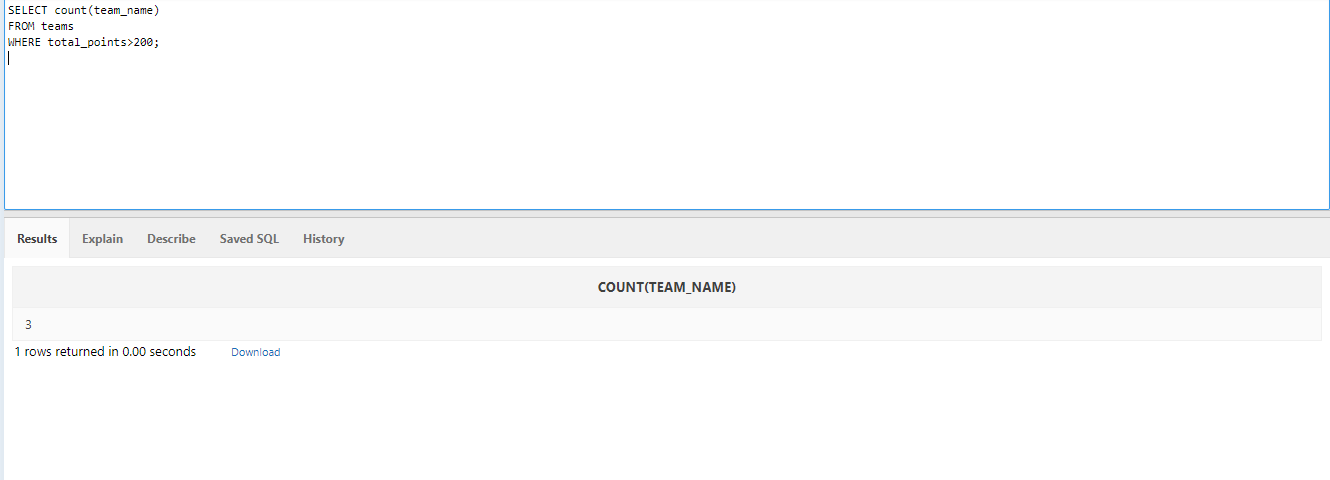 SELECT count(team_name)
FROM teams
WHERE total_points>200;
Results Explain Describe Saved SQL History
COUNT(TEAM_NAME)
3
1 rows returned in 0.00 seconds Download